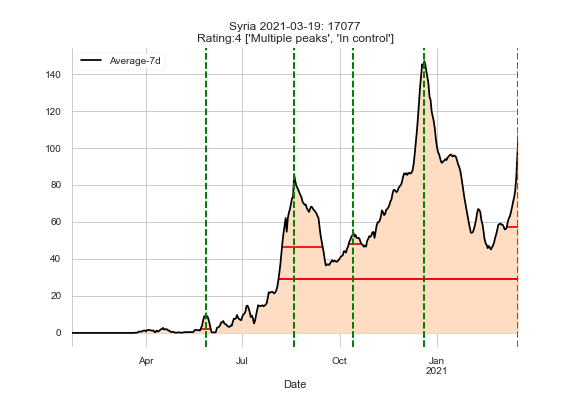 Syria 2021-03-19: 17077
Rating:4 ['Multiple peaks', 'In control']
Average-7d
140
120
100
80
60
40
20
0
Apr
Jul
Oct
Jan
2021
Date